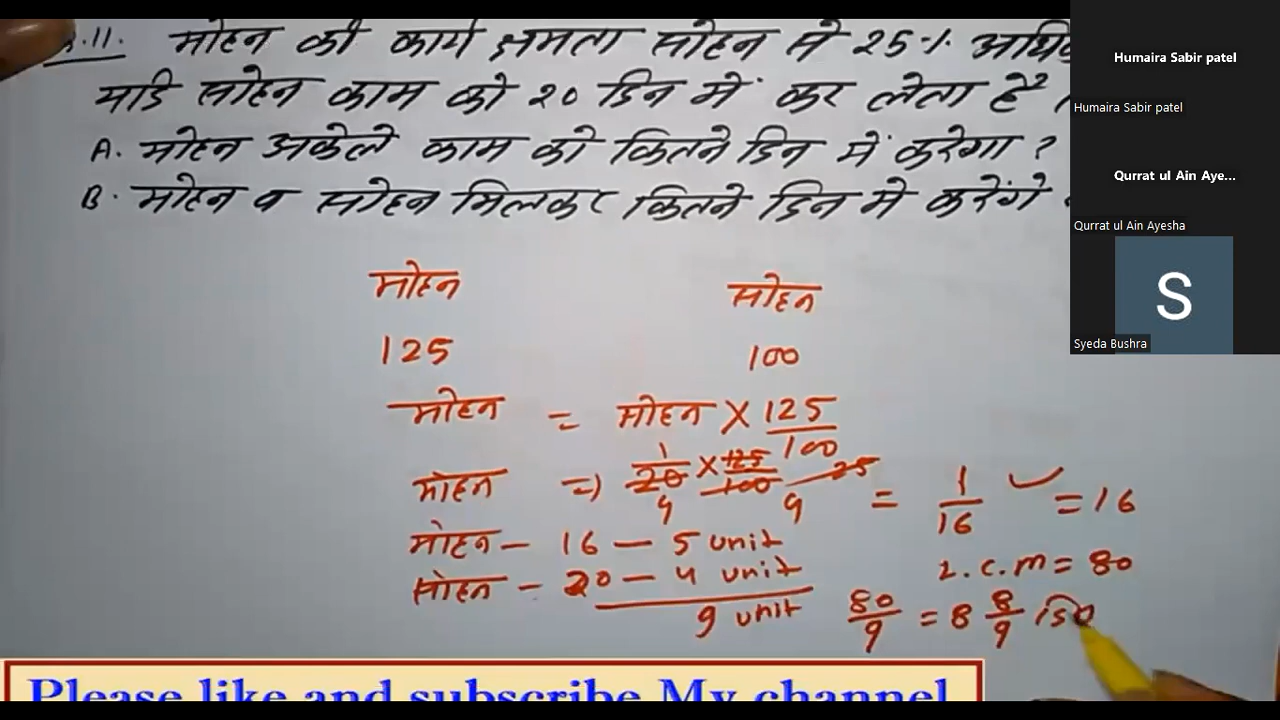 .11. मोहन की कार्य क्षमता सोहन से 25% अधि
यदि सोहन काम को 20 दिन में कर लेता है ।
A. मोहन अकेले काम को कितने दिन में करेगा ?
B. मोहन व सोहन मिलकर कितने दिन में करेंगे
मोहन सोहन
125 100
मोहन = सोहन X 125/100
मोहन => 1/20 X 125/100 25 4 4 = 1/16 ✓ = 16
मोहन - 16 - 5 unit
सोहन - 20 - 4 unit L.C.M = 80
9 unit 80/9 = 8 8/9
Please like and subscribe My channel
Humaira Sabir patel
Humaira Sabir patel
Qurrat ul Ain Aye...
Qurrat ul Ain Ayesha
S
Syeda Bushra